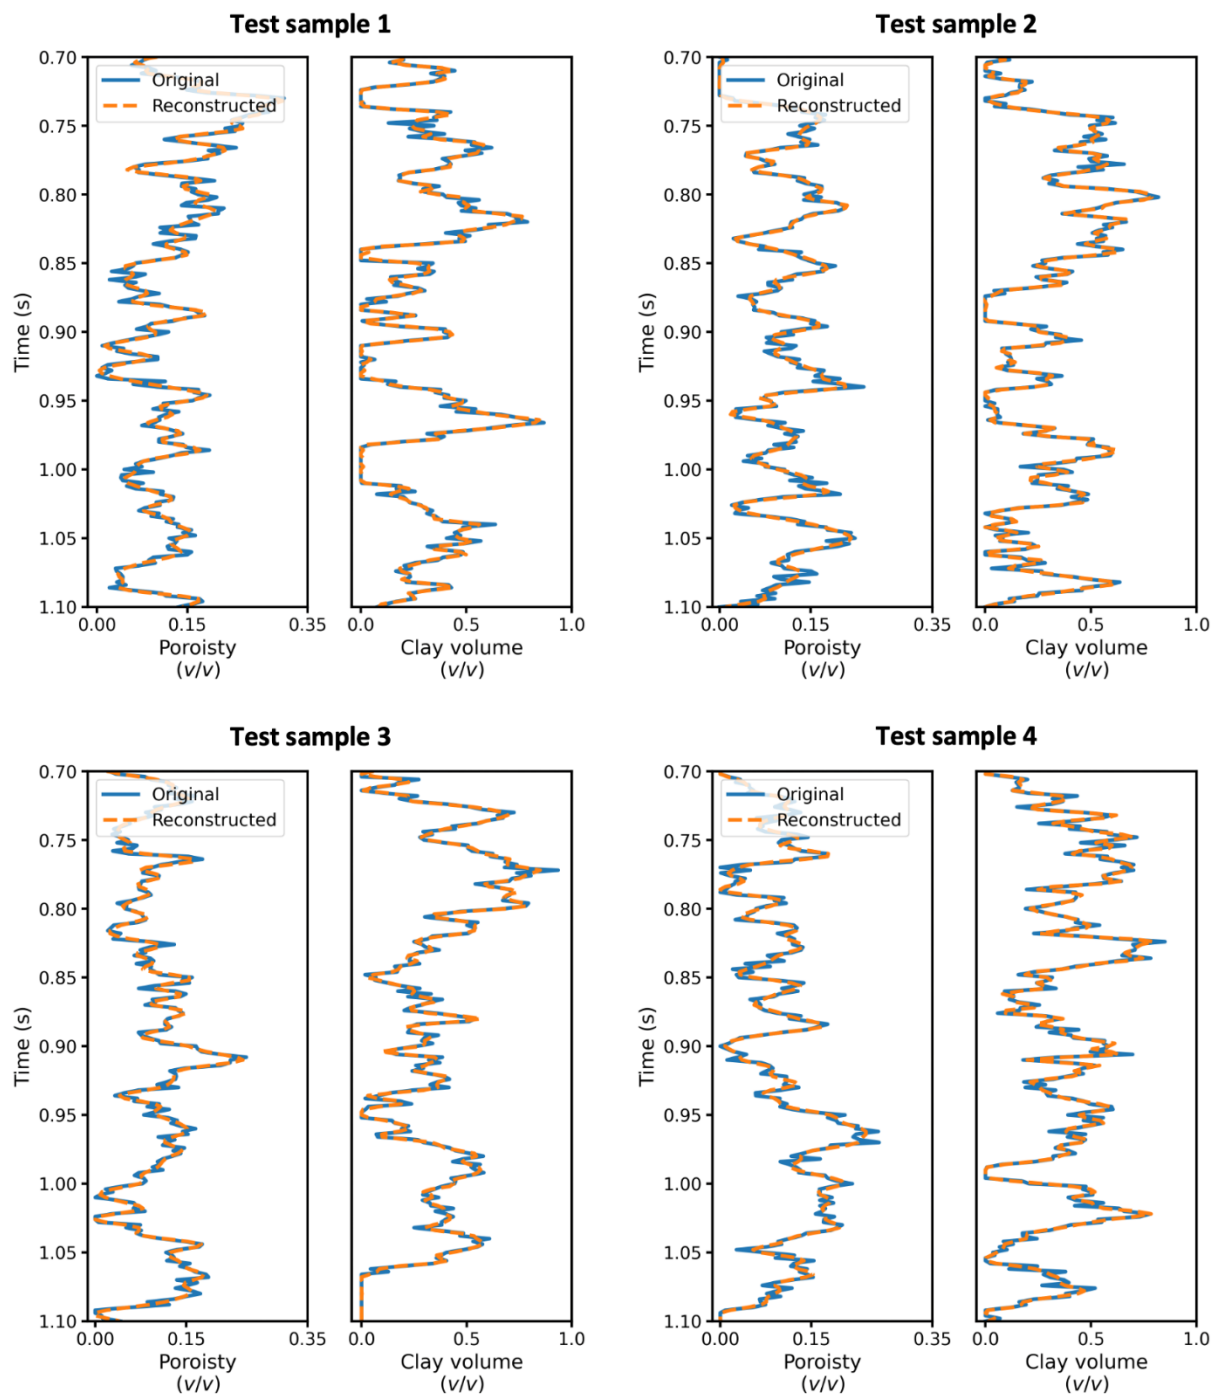 Test sample 1
Test sample 2
Original
Reconstructed
Original
Reconstructed
Time (s)
0.70
0.75
0.80
0.85
0.90
0.95
1.00
1.05
1.10
0.00 0.15 0.35
Poroisty
(v/v)
0.0 0.5 1.0
Clay volume
(v/v)
Time (s)
0.70
0.75
0.80
0.85
0.90
0.95
1.00
1.05
1.10
0.00 0.15 0.35
Poroisty
(v/v)
0.0 0.5 1.0
Clay volume
(v/v)
Test sample 3
Test sample 4
Original
Reconstructed
Original
Reconstructed
Time (s)
0.70
0.75
0.80
0.85
0.90
0.95
1.00
1.05
1.10
0.00 0.15 0.35
Poroisty
(v/v)
0.0 0.5 1.0
Clay volume
(v/v)
Time (s)
0.70
0.75
0.80
0.85
0.90
0.95
1.00
1.05
1.10
0.00 0.15 0.35
Poroisty
(v/v)
0.0 0.5 1.0
Clay volume
(v/v)